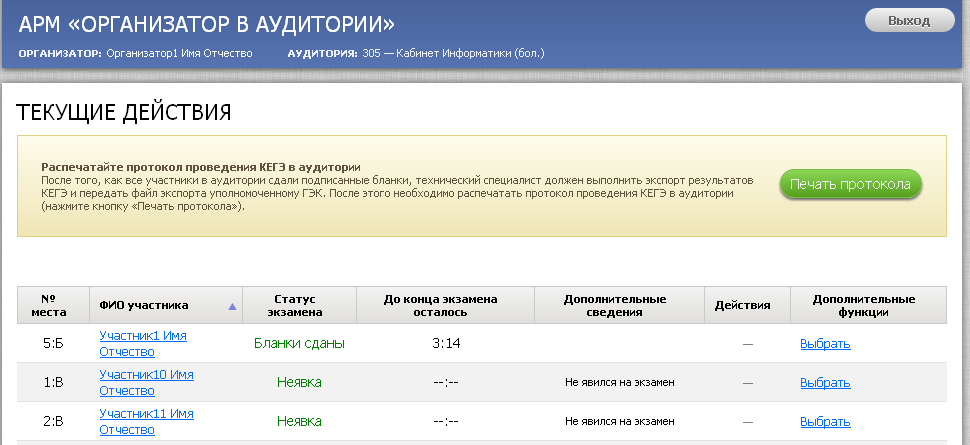 АРМ «ОРГАНИЗАТОР В АУДИТОРИИ»
Выход
ОРГАНИЗАТОР: Организатор1 Имя Отчество АУДИТОРИЯ: 305 — Кабинет Информатики (бол.)
ТЕКУЩИЕ ДЕЙСТВИЯ
Распечатайте протокол проведения КЕГЭ в аудитории
После того, как все участники в аудитории сдали подписанные бланки, технический специалист должен выполнить экспорт результатов
КЕГЭ и передать файл экспорта уполномоченному ГЭК. После этого необходимо распечатать протокол проведения КЕГЭ в аудитории
(нажмите кнопку «Печать протокола»).
Печать протокола
№ места ФИО участника Статус экзамена До конца экзамена осталось Дополнительные сведения Действия Дополнительные функции
5:Б Участник1 Имя Отчество Бланки сданы 3:14 — Выбрать
1:В Участник10 Имя Отчество Неявка --:-- Не явился на экзамен — Выбрать
2:В Участник11 Имя Отчество Неявка --:-- Не явился на экзамен — Выбрать